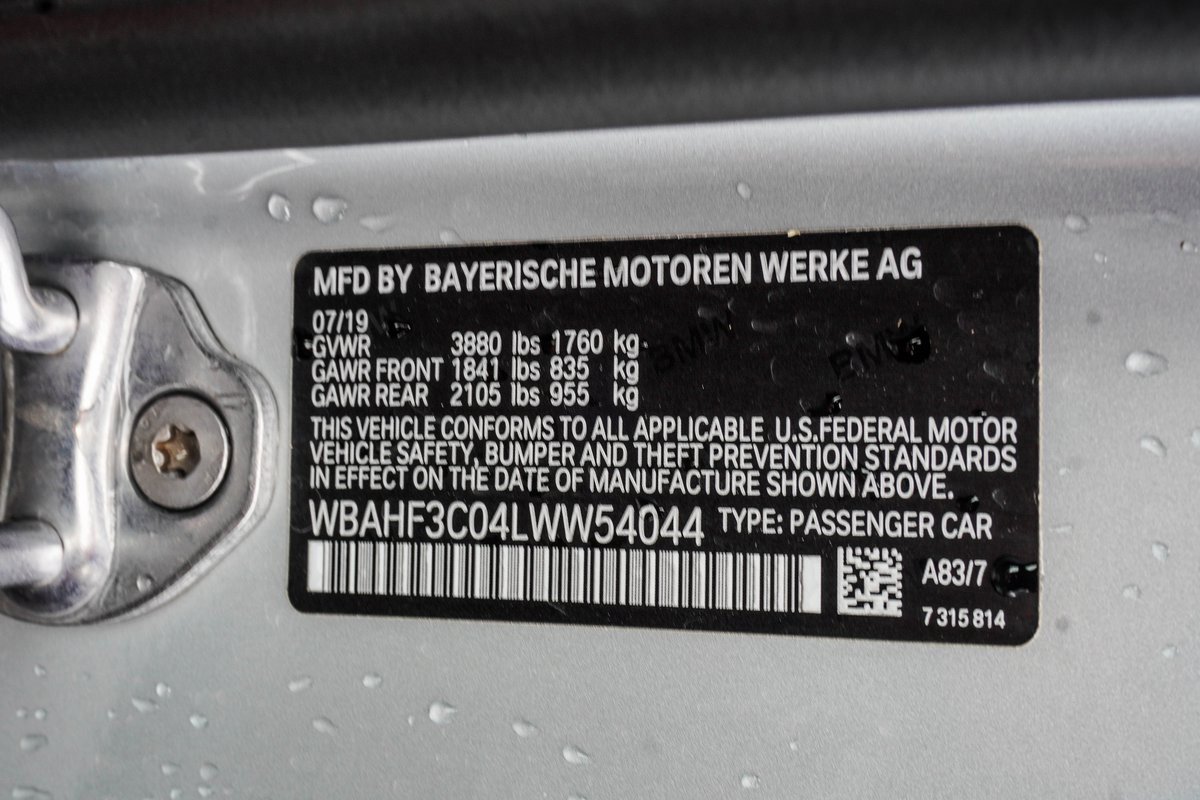 MFD BY BAYERISCHE MOTOREN WERKE AG
07/19
GVWR 3880 lbs 1760 kg
GAWR FRONT 1841 lbs 835 kg
GAWR REAR 2105 lbs 955 kg
THIS VEHICLE CONFORMS TO ALL APPLICABLE U.S.FEDERAL MOTOR
VEHICLE SAFETY, BUMPER AND THEFT PREVENTION STANDARDS
IN EFFECT ON THE DATE OF MANUFACTURE SHOWN ABOVE.
WBAHF3C04LWW54044 TYPE: PASSENGER CAR
A83/7
7 315 814
BMW
BMW